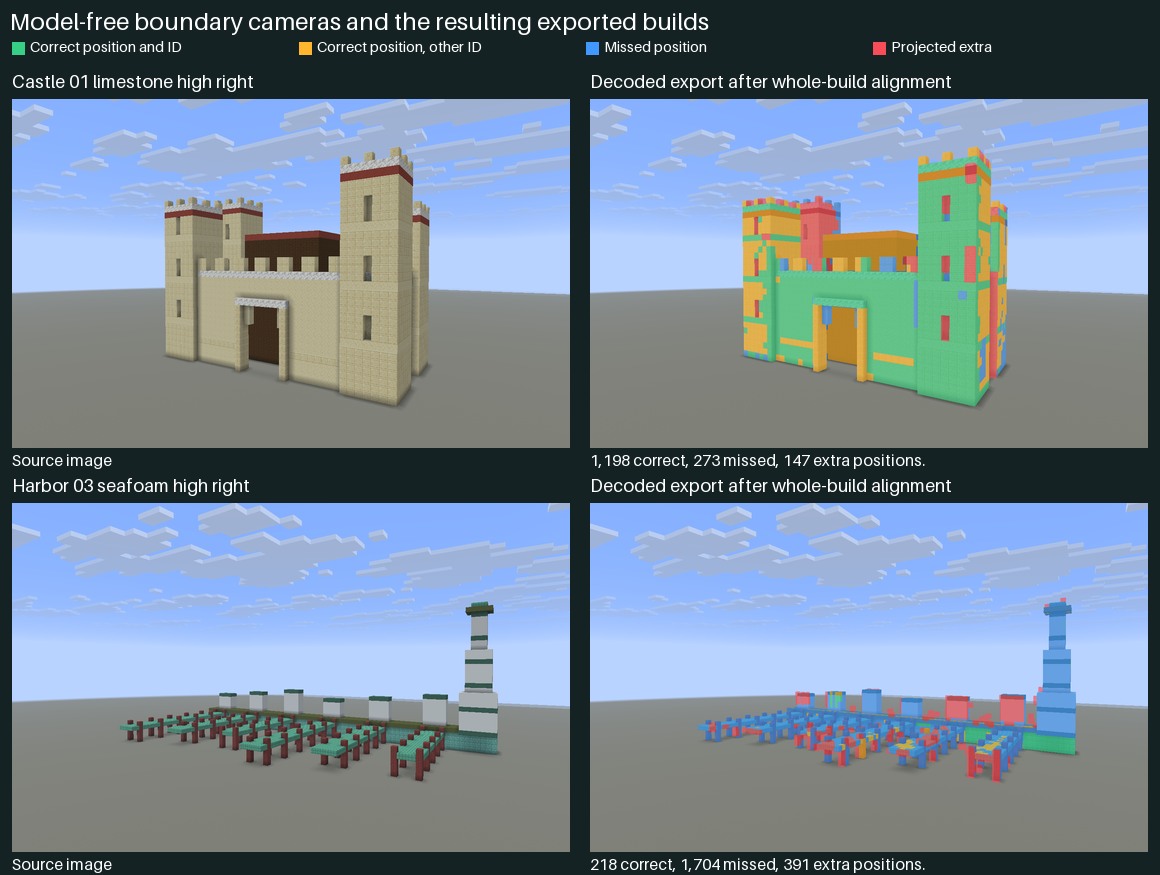 Model-free boundary cameras and the resulting exported builds
Correct position and ID
Correct position, other ID
Missed position
Projected extra
Castle 01 limestone high right
Decoded export after whole-build alignment
Source image
1,198 correct, 273 missed, 147 extra positions.
Harbor 03 seafoam high right
Decoded export after whole-build alignment
Source image
218 correct, 1,704 missed, 391 extra positions.